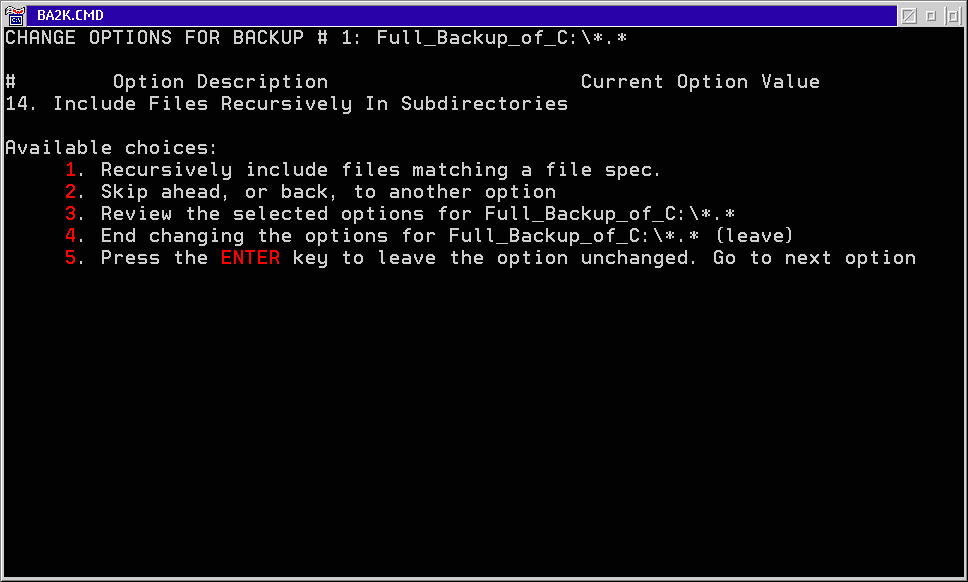 BA2K.CMD
CHANGE OPTIONS FOR BACKUP # 1: Full_Backup_of_C:\*.*
# Option Description Current Option Value
14. Include Files Recursively In Subdirectories
Available choices:
1. Recursively include files matching a file spec.
2. Skip ahead, or back, to another option
3. Review the selected options for Full_Backup_of_C:\*.*
4. End changing the options for Full_Backup_of_C:\*.* (leave)
5. Press the ENTER key to leave the option unchanged. Go to next option